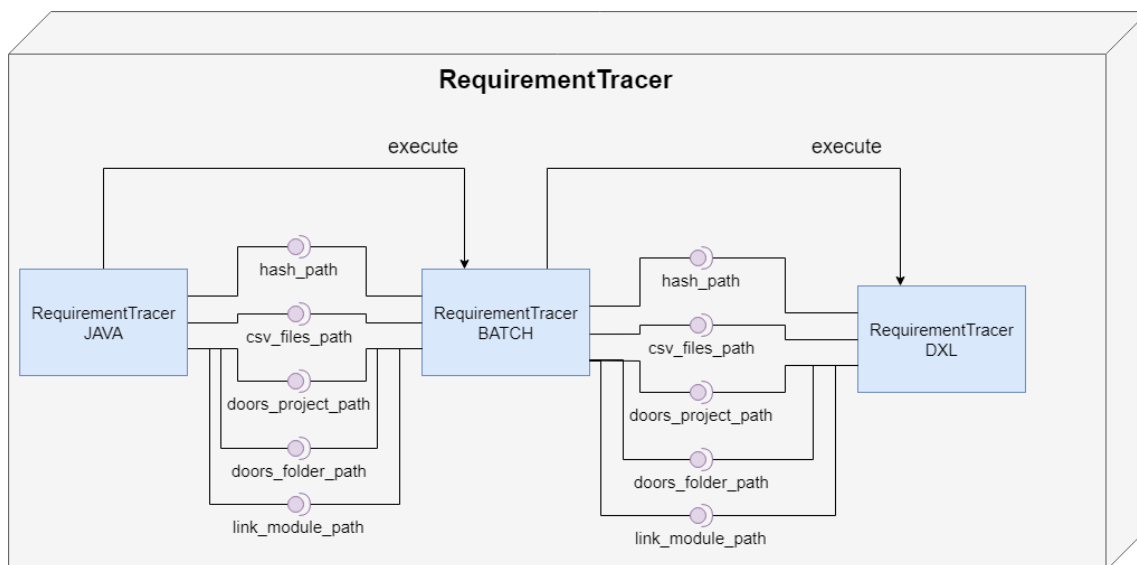 RequirementTracer
execute
execute
hash_path
hash_path
RequirementTracer
JAVA
RequirementTracer
BATCH
RequirementTracer
DXL
csv_files_path
csv_files_path
doors_project_path
doors_project_path
doors_folder_path
doors_folder_path
link_module_path
link_module_path